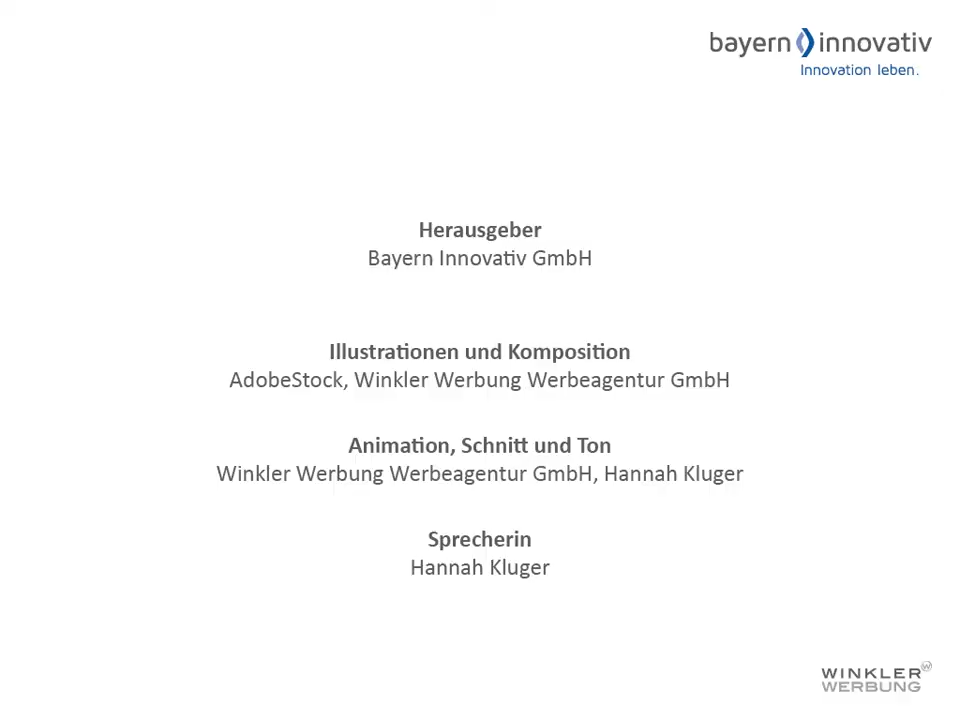 bayern innovativ
Innovation leben.
Herausgeber
Bayern Innovativ GmbH
Illustrationen und Komposition
AdobeStock, Winkler Werbung Werbeagentur GmbH
Animation, Schnitt und Ton
Winkler Werbung Werbeagentur GmbH, Hannah Kluger
Sprecherin
Hannah Kluger
WINKLER W
WERBUNG